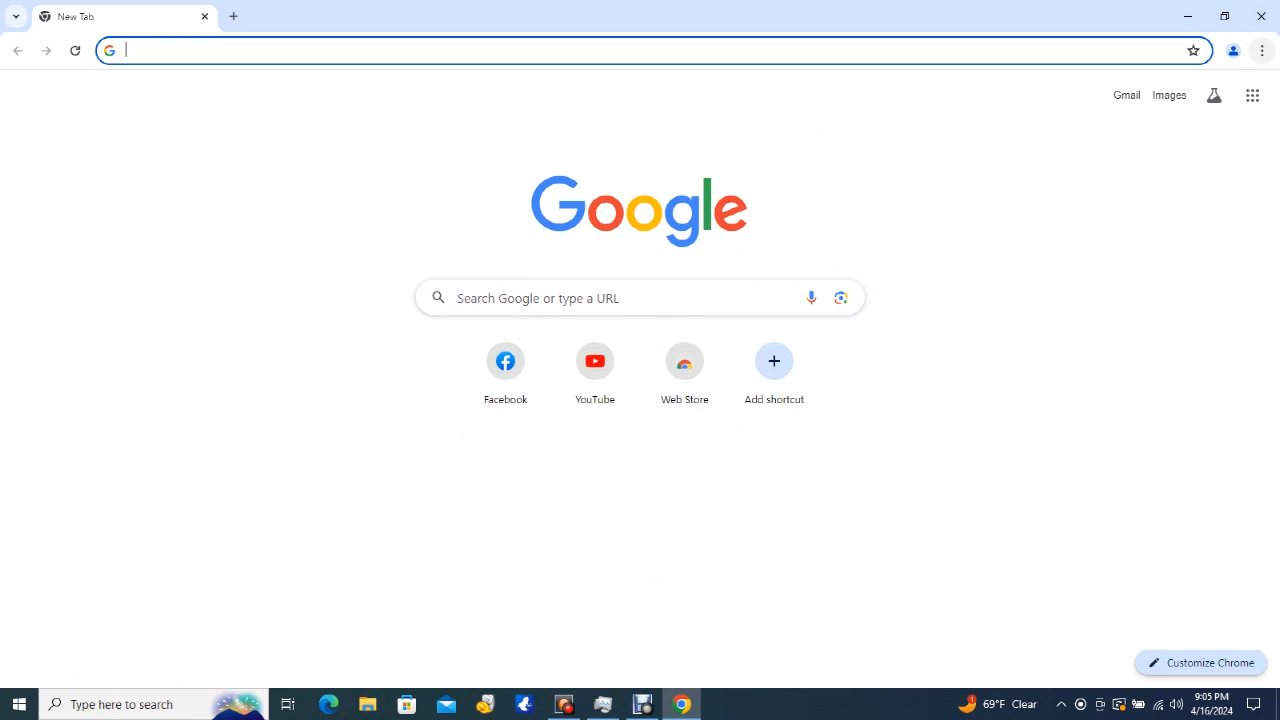 New Tab
Gmail Images
Google
Search Google or type a URL
Facebook YouTube Web Store Add shortcut
Customize Chrome
Type here to search
1 69°F Clear
9:05 PM
4/16/2024